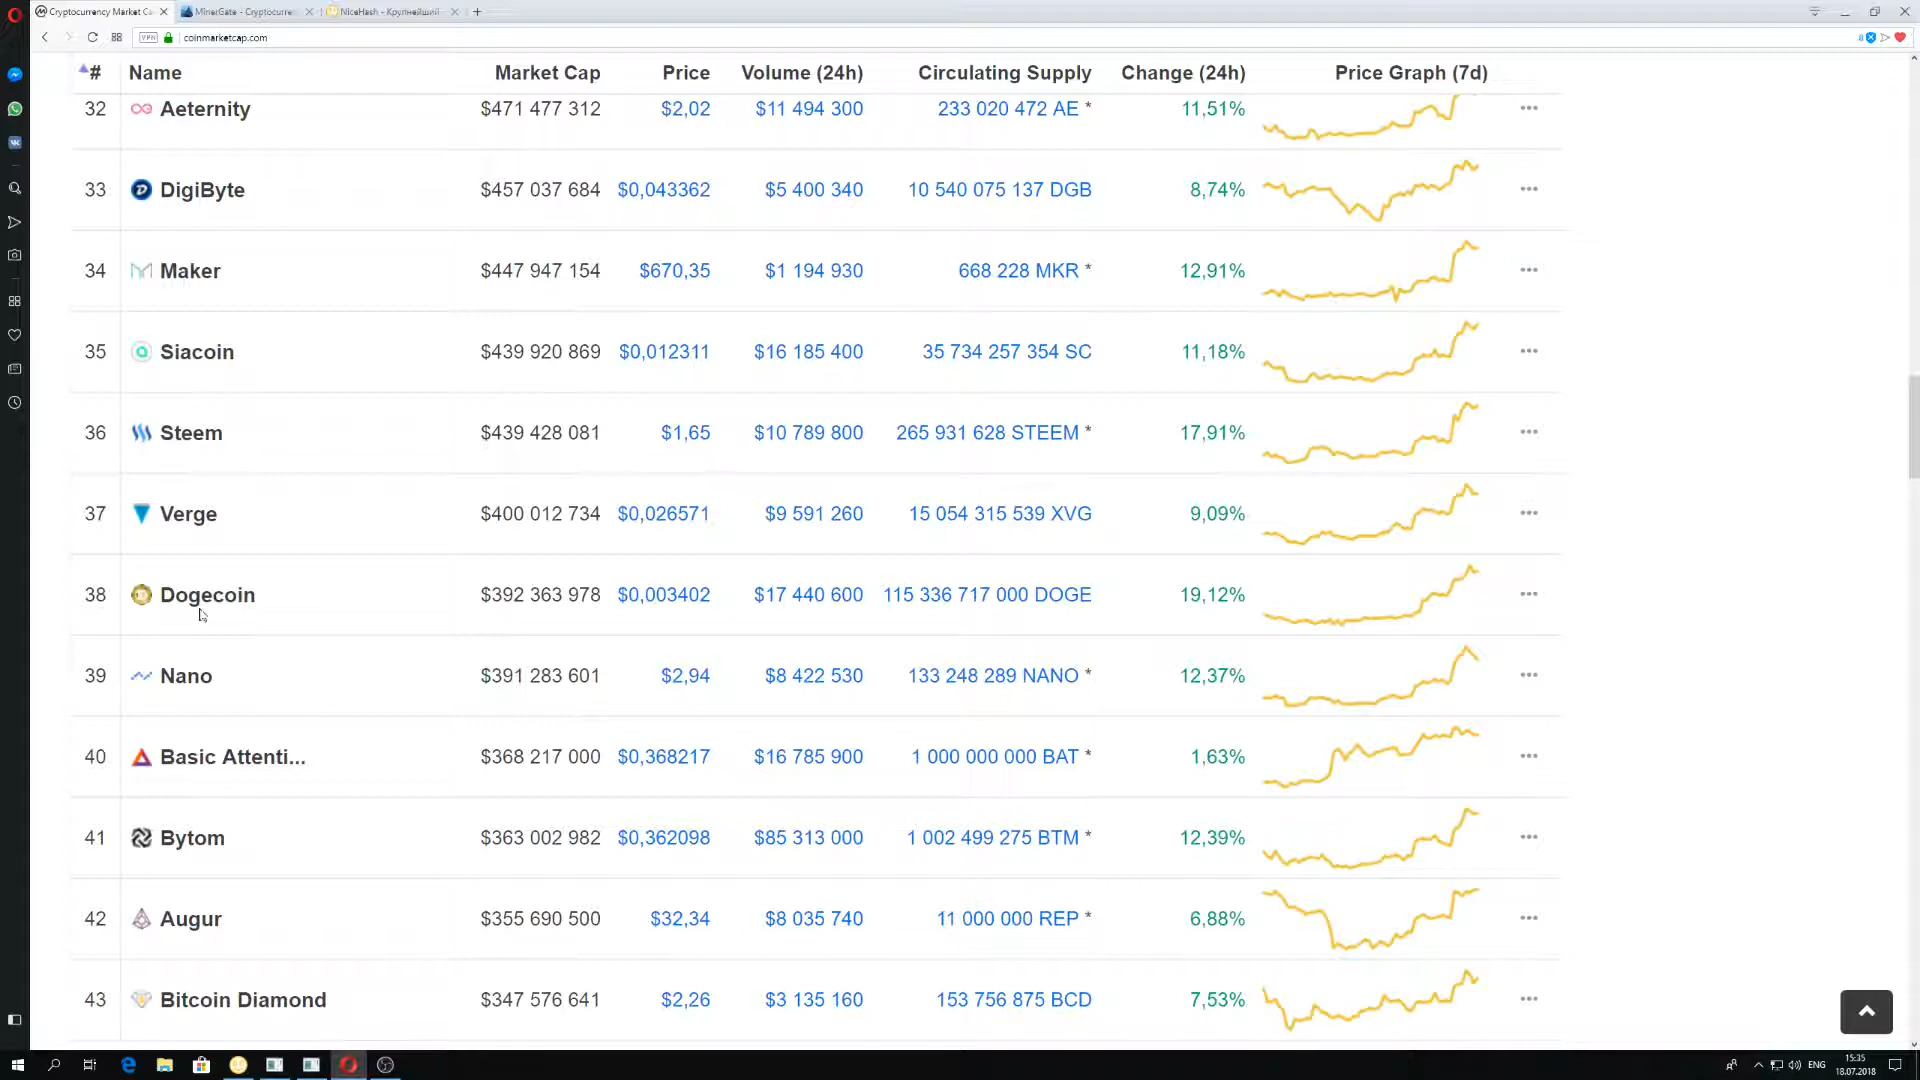 Cryptocurrency Market Ca
MinerGate - Cryptocurre
NiceHash - Крупнейший
VPN
coinmarketcap.com
8
# Name Market Cap Price Volume (24h) Circulating Supply Change (24h) Price Graph (7d)
32 Aeternity $471 477 312 $2,02 $11 494 300 233 020 472 AE * 11,51%
33 DigiByte $457 037 684 $0,043362 $5 400 340 10 540 075 137 DGB 8,74%
34 Maker $447 947 154 $670,35 $1 194 930 668 228 MKR * 12,91%
35 Siacoin $439 920 869 $0,012311 $16 185 400 35 734 257 354 SC 11,18%
36 Steem $439 428 081 $1,65 $10 789 800 265 931 628 STEEM * 17,91%
37 Verge $400 012 734 $0,026571 $9 591 260 15 054 315 539 XVG 9,09%
38 Dogecoin $392 363 978 $0,003402 $17 440 600 115 336 717 000 DOGE 19,12%
39 Nano $391 283 601 $2,94 $8 422 530 133 248 289 NANO * 12,37%
40 Basic Attenti... $368 217 000 $0,368217 $16 785 900 1 000 000 000 BAT * 1,63%
41 Bytom $363 002 982 $0,362098 $85 313 000 1 002 499 275 BTM * 12,39%
42 Augur $355 690 500 $32,34 $8 035 740 11 000 000 REP * 6,88%
43 Bitcoin Diamond $347 576 641 $2,26 $3 135 160 153 756 875 BCD 7,53%
ENG
15:35
18.07.2018